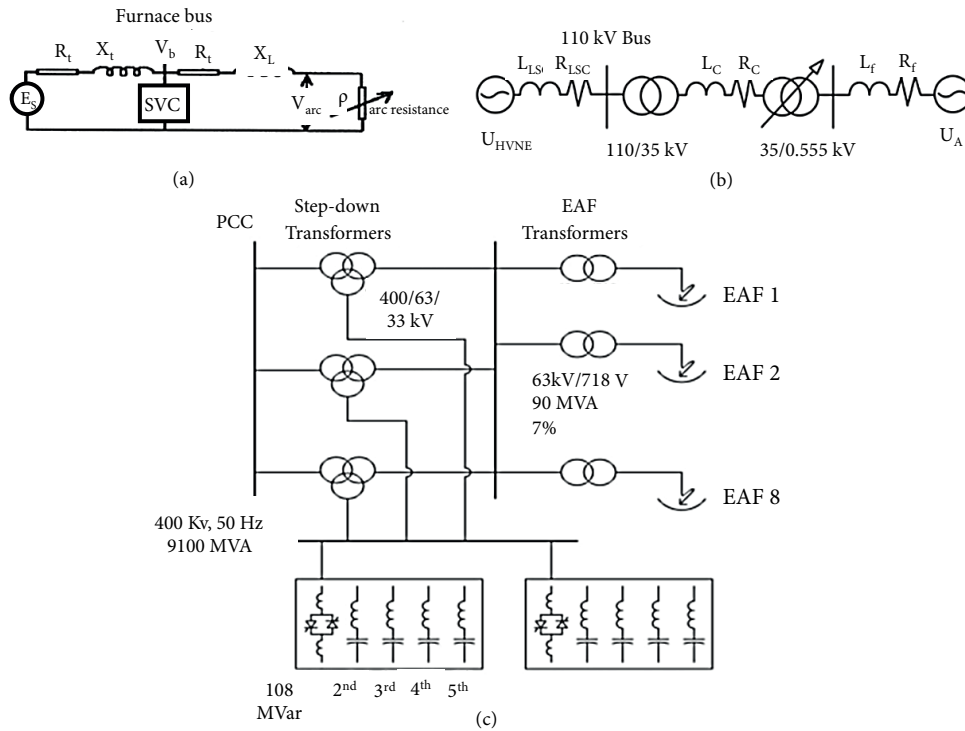 Furnace bus
R_t X_t V_b R_t X_L
E_S SVC V_arc ρ arc resistance
(a)
110 kV Bus
L_LSC R_LSC L_C R_C L_f R_f
U_HVNE 110/35 kV 35/0.555 kV U_A
(b)
PCC
Step-down
Transformers
EAF
Transformers
400/63/
33 kV
EAF 1
63kV/718 V
90 MVA
7%
EAF 2
EAF 8
400 Kv, 50 Hz
9100 MVA
108
MVar
2nd 3rd 4th 5th
(c)